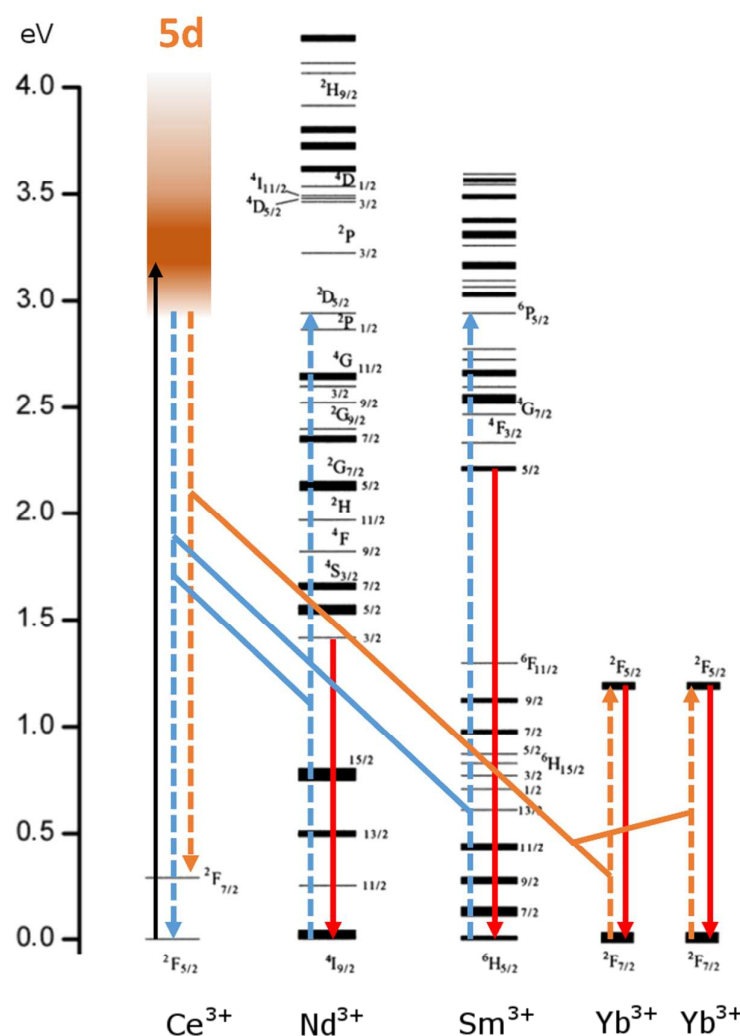 eV
5d
4.0
3.5
3.0
2.5
2.0
1.5
1.0
0.5
0.0
²F₇/₂
²F₅/₂
Ce³⁺
²H₉/₂
⁴D ₁/₂
⁴I₁₁/₂
⁴D₅/₂
₃/₂
²P
₃/₂
²D₅/₂
²P
₁/₂
⁴G
₁₁/₂
₃/₂
₉/₂
²G₉/₂
₇/₂
²G₇/₂
₅/₂
²H
₁₁/₂
⁴F
₉/₂
⁴S₃/₂
₇/₂
₅/₂
₃/₂
₁₅/₂
₁₃/₂
₁₁/₂
⁴I₉/₂
Nd³⁺
⁶P₅/₂
⁴G₇/₂
⁴F₃/₂
₅/₂
⁶F₁₁/₂
₉/₂
₇/₂
₅/₂
⁶H₁₅/₂
₃/₂
₁/₂
₁₃/₂
₁₁/₂
₉/₂
₇/₂
⁶H₅/₂
Sm³⁺
²F₅/₂
²F₇/₂
Yb³⁺
²F₅/₂
²F₇/₂
Yb³⁺